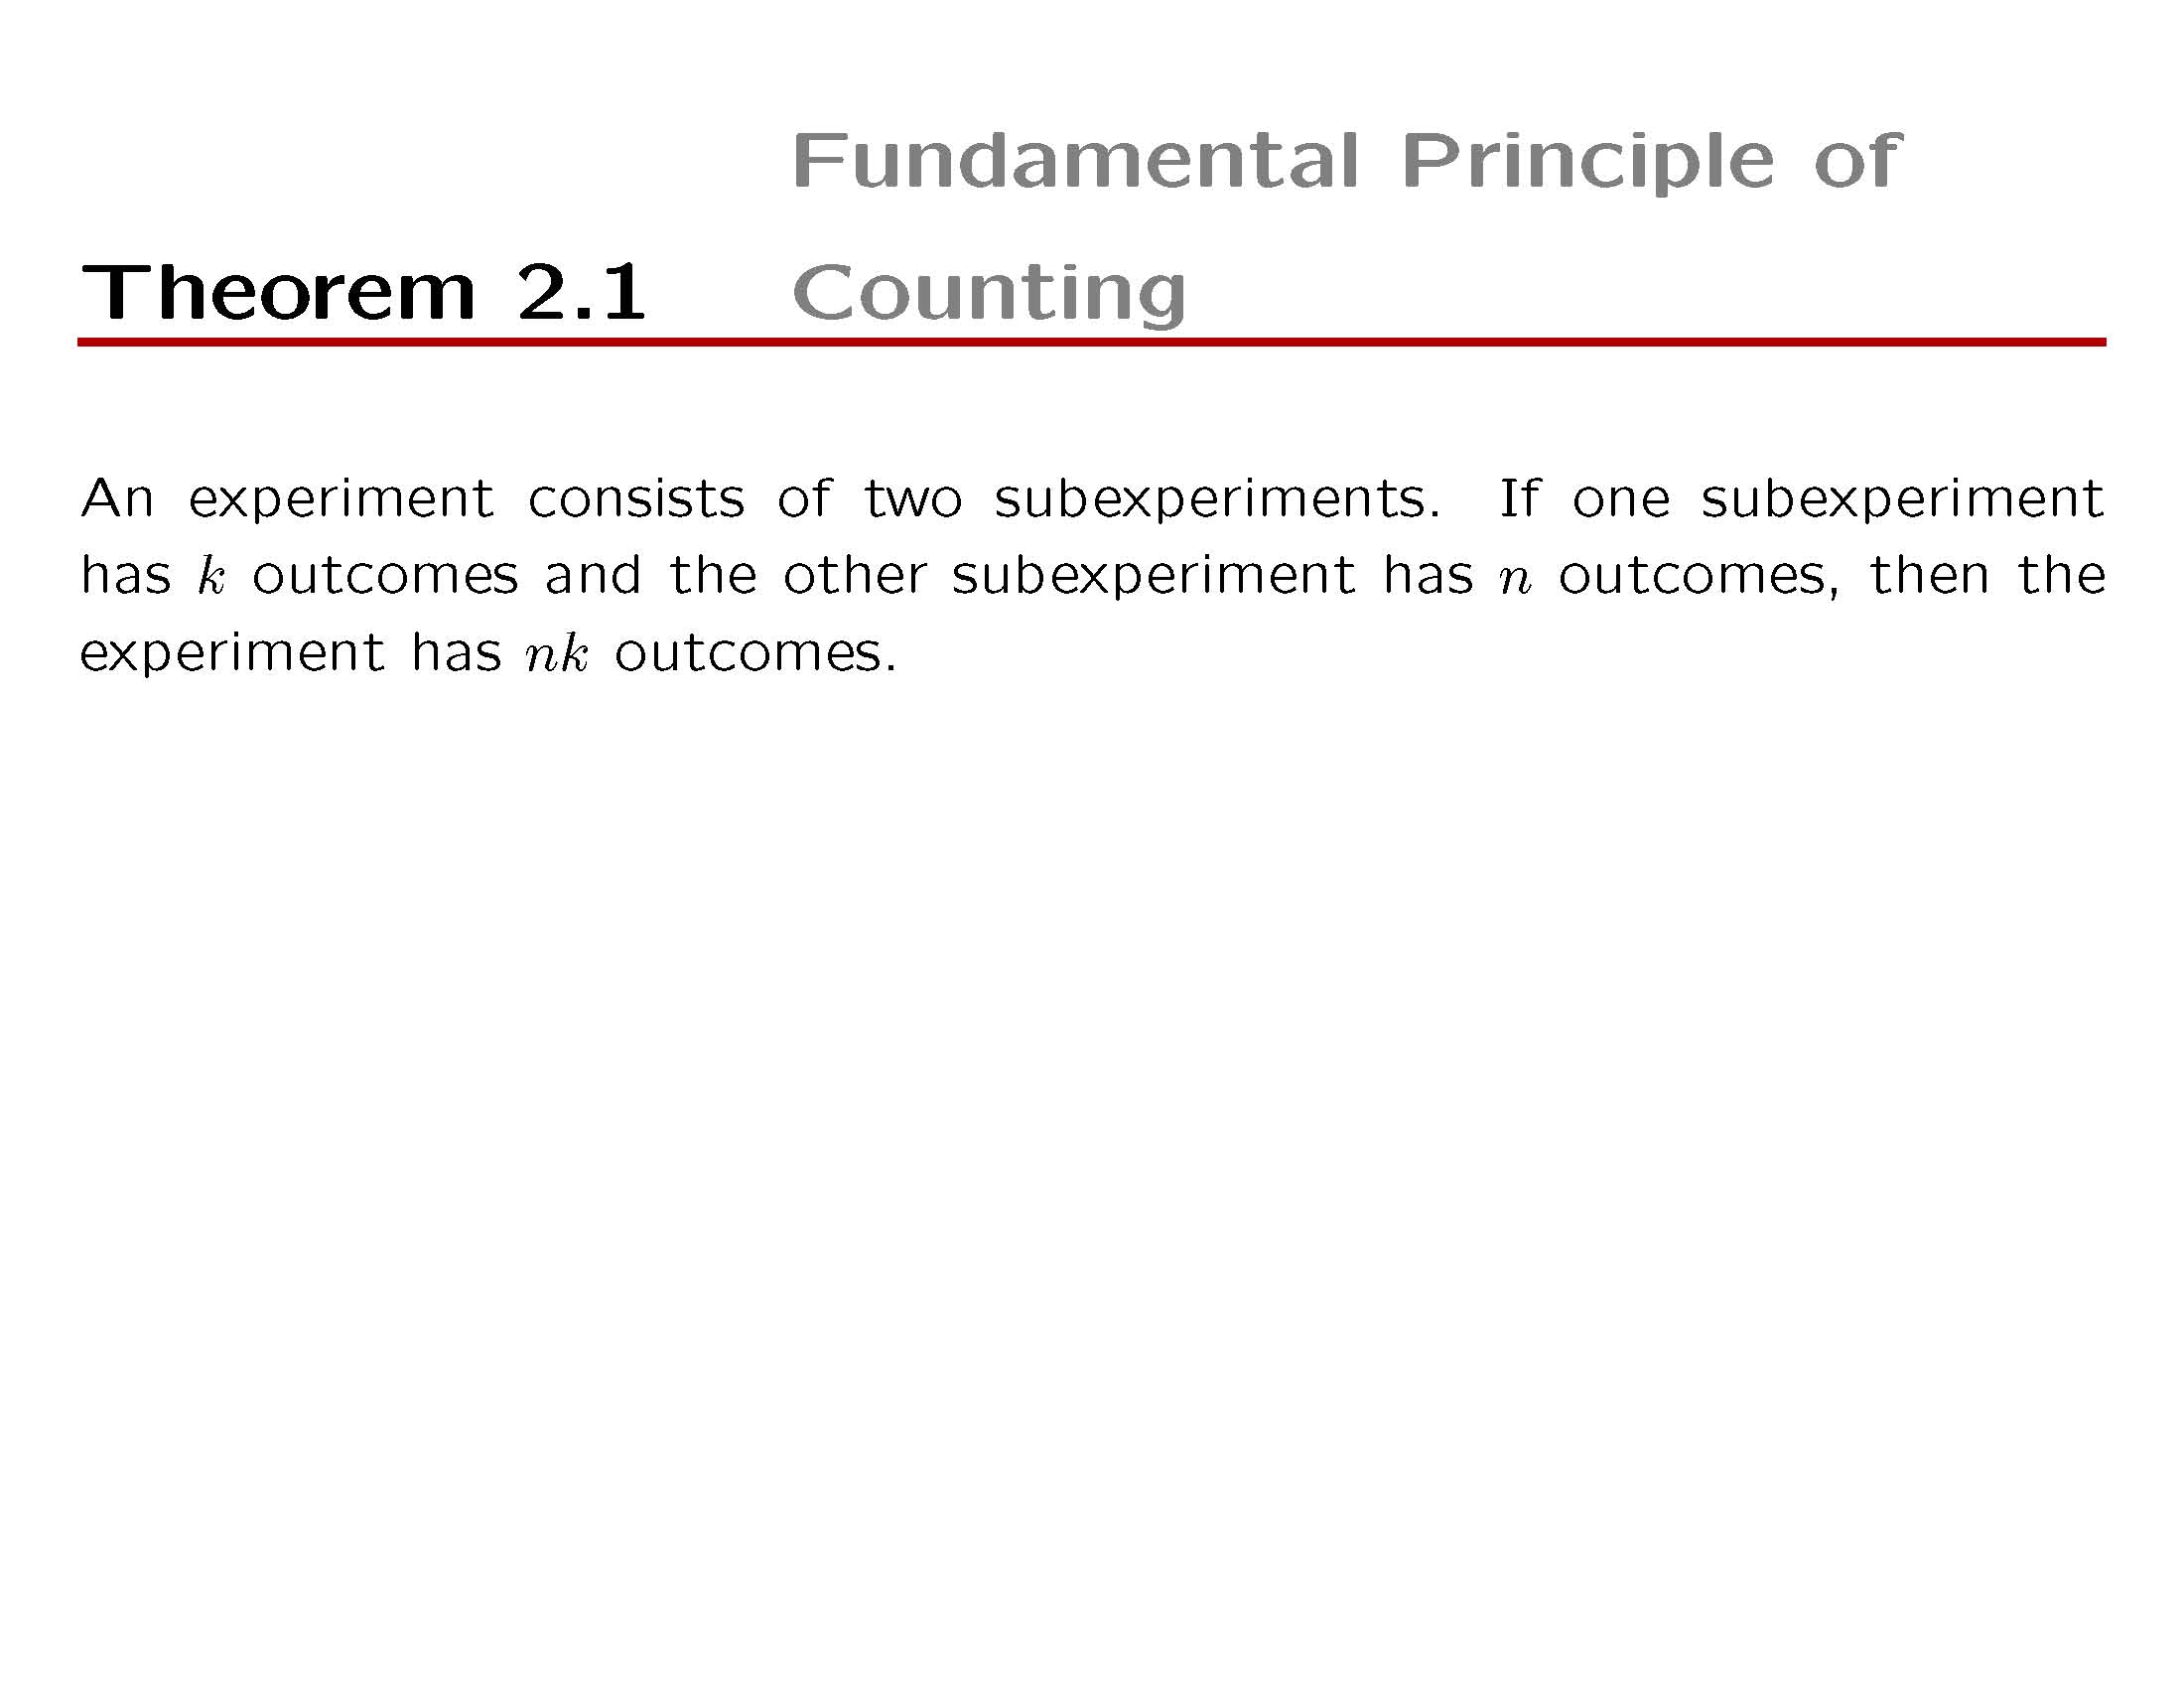 Fundamental Principle of
Theorem 2.1 Counting
An experiment consists of two subexperiments. If one subexperiment
has k outcomes and the other subexperiment has n outcomes, then the
experiment has nk outcomes.